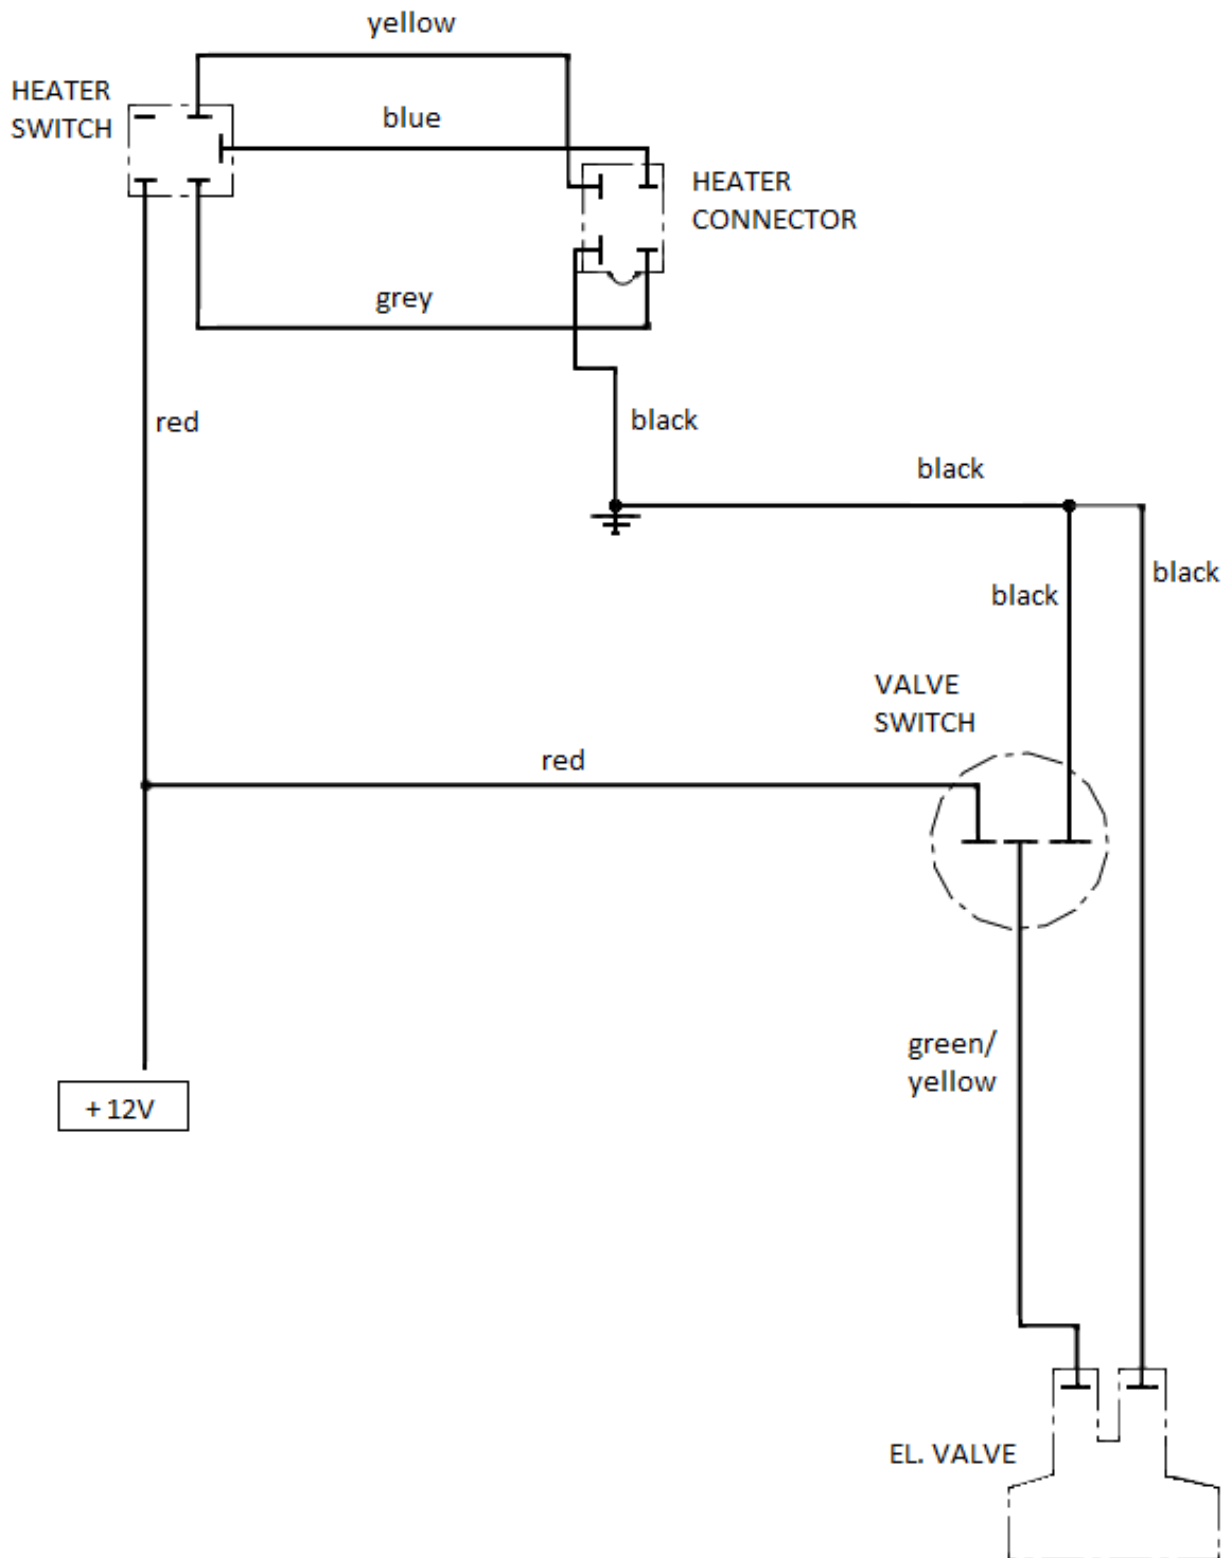 yellow
HEATER
SWITCH
blue
HEATER
CONNECTOR
grey
red
black
black
black
black
VALVE
SWITCH
red
green/
yellow
+ 12V
EL. VALVE